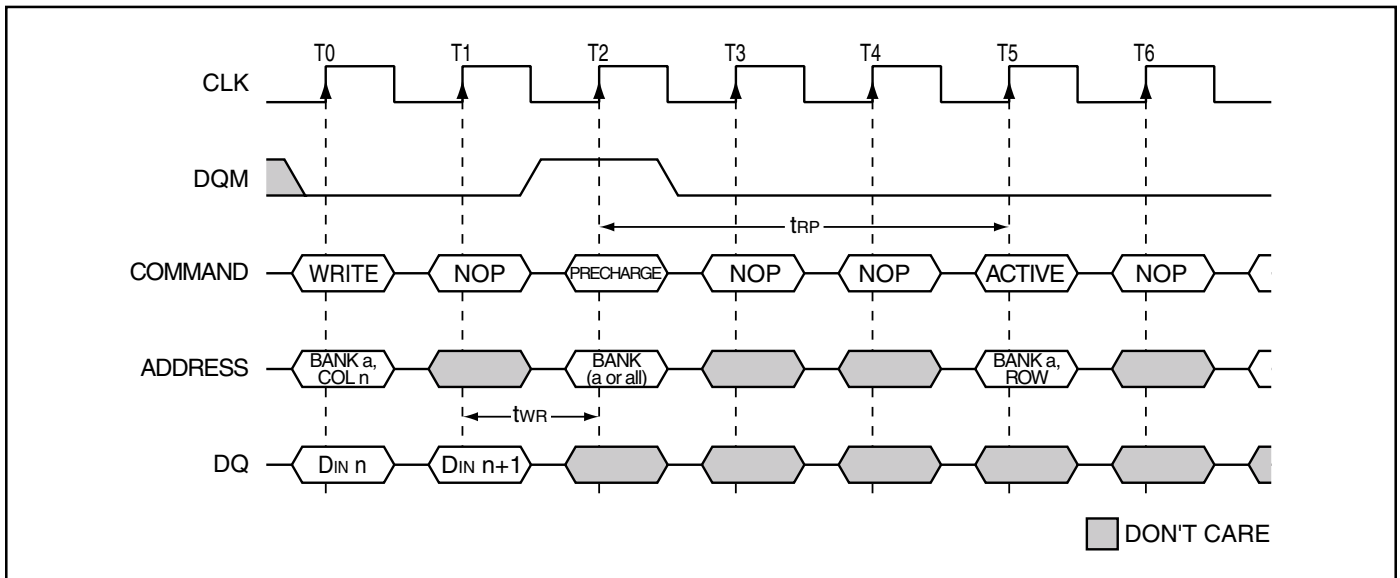 T0 T1 T2 T3 T4 T5 T6
CLK
DQM
tRP
COMMAND WRITE NOP PRECHARGE NOP NOP ACTIVE NOP
ADDRESS BANK a, COL n BANK (a or all) BANK a, ROW
tWR
DQ DIN n DIN n+1
DON'T CARE